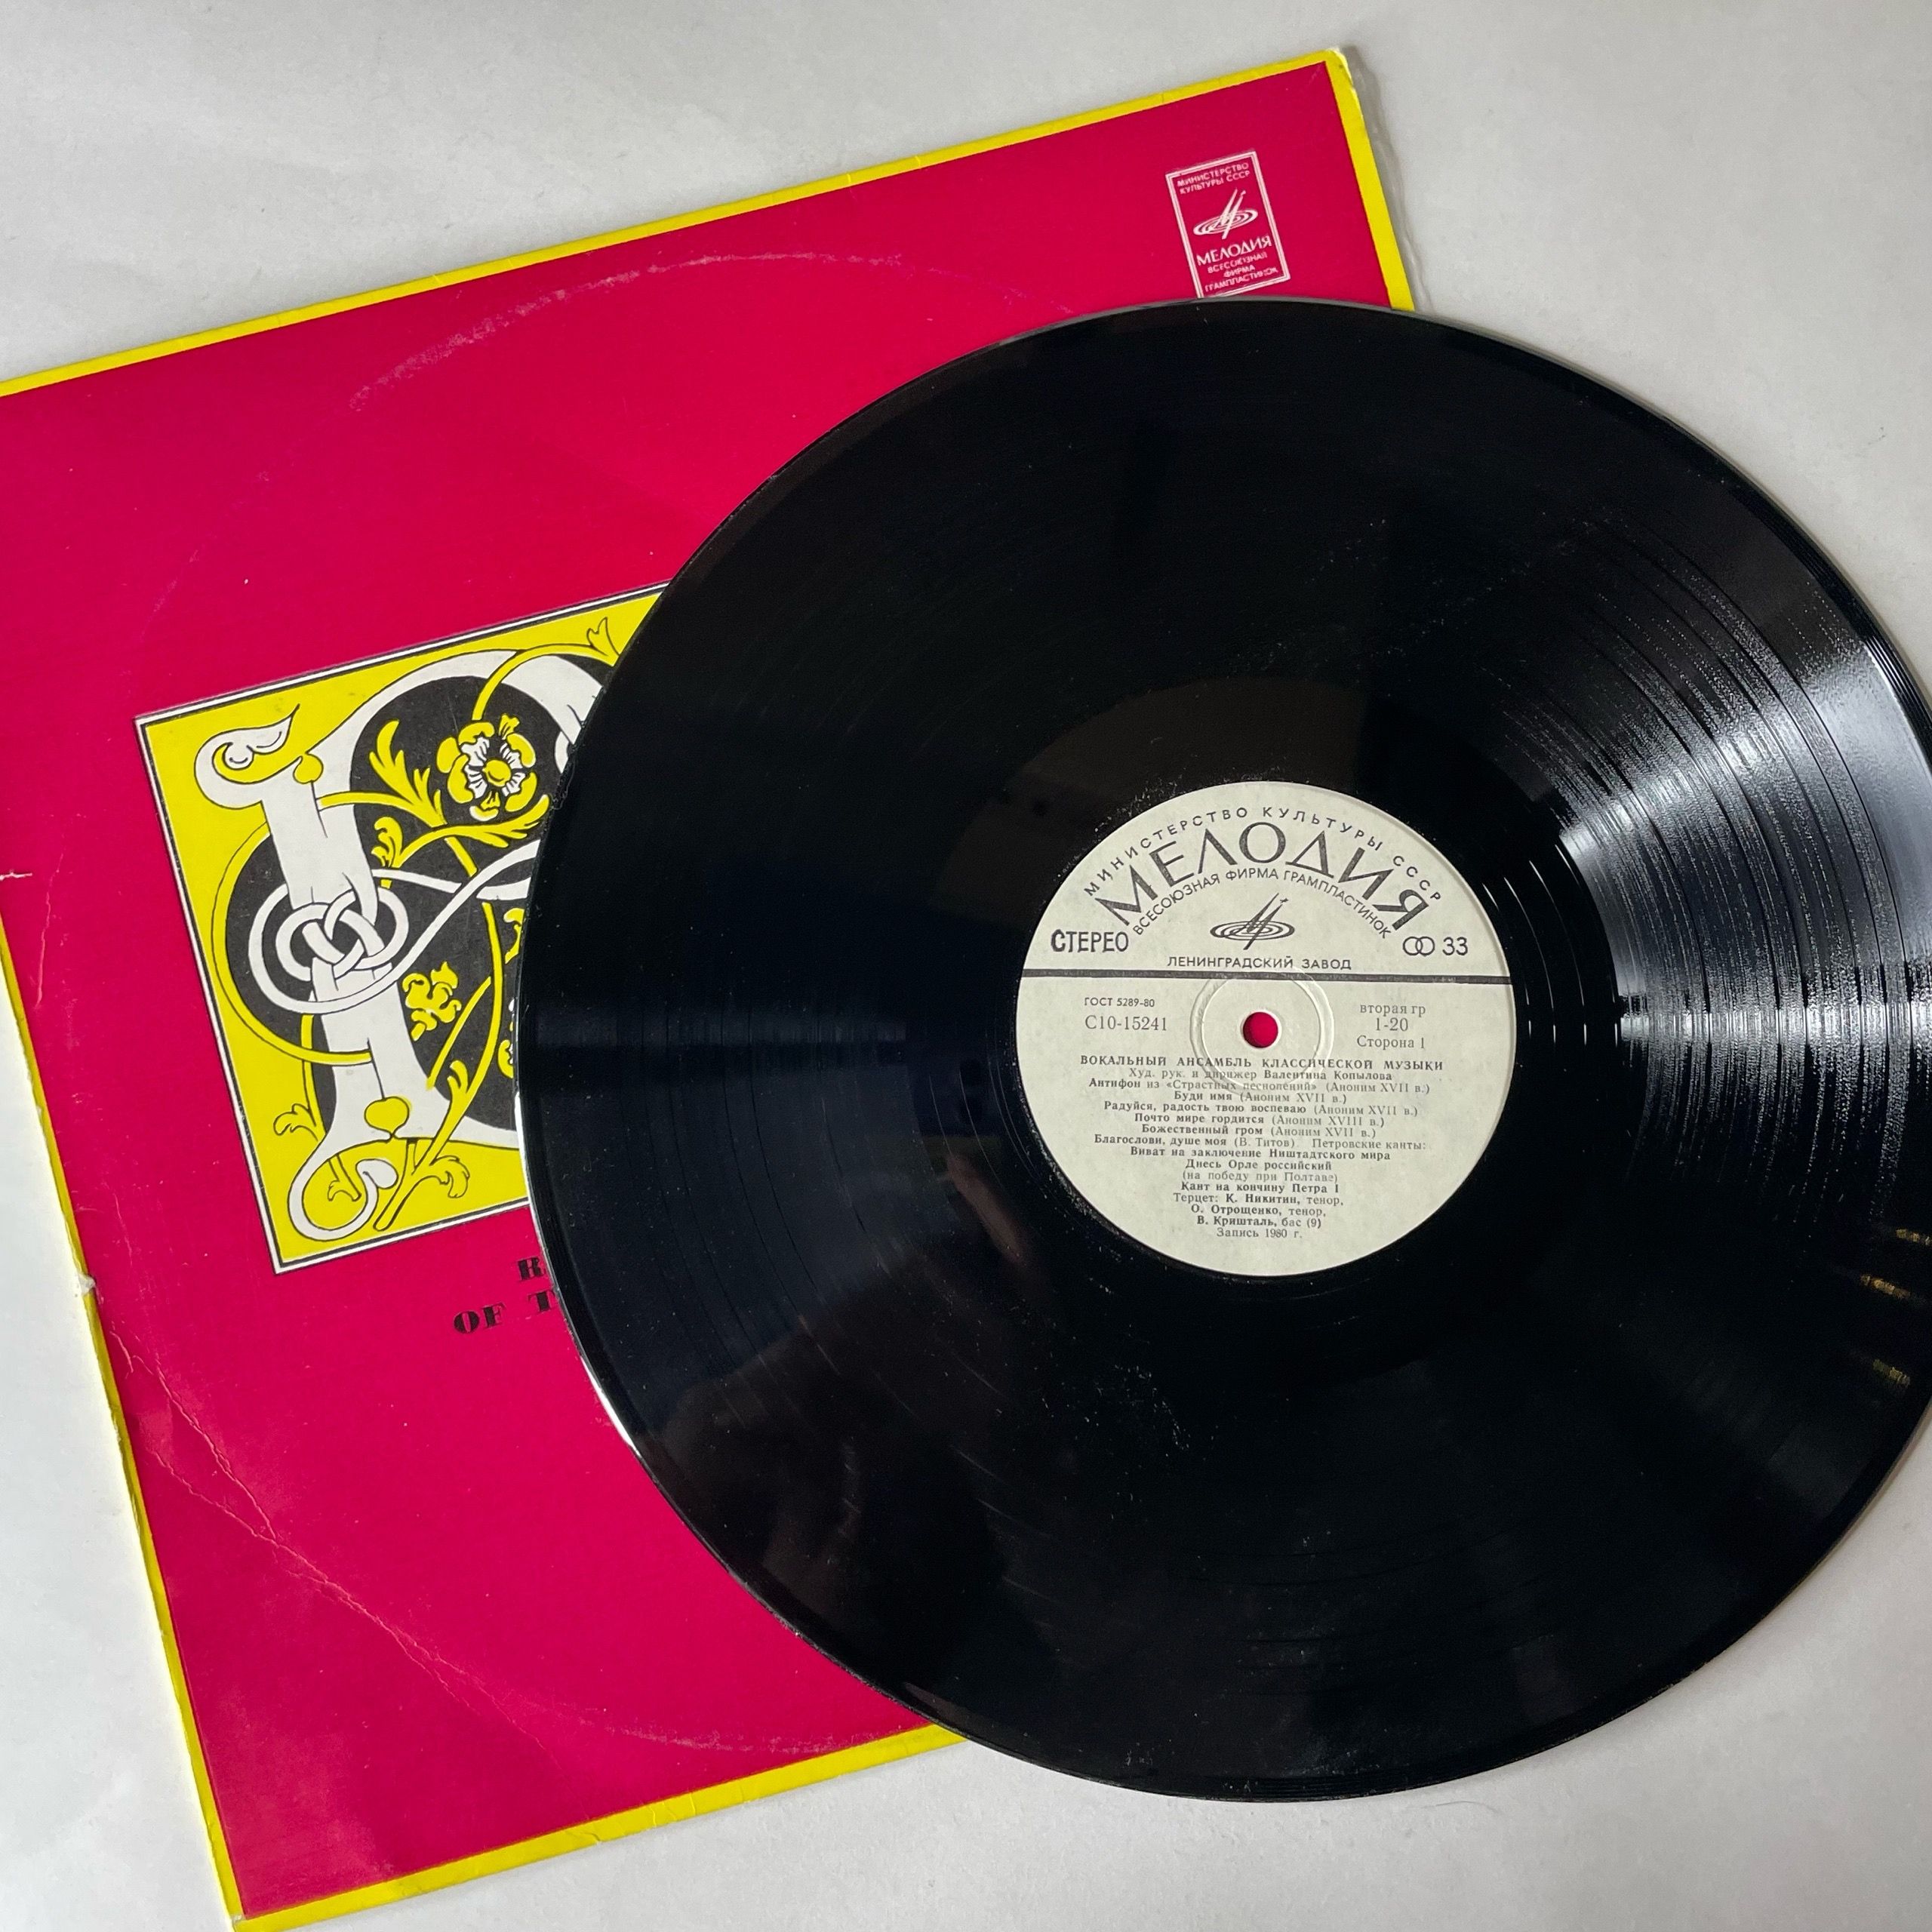 МИНИСТЕРСТВО
КУЛЬТУРЫ СССР
МЕЛОДИЯ
ВСЕСОЮЗНАЯ
ФИРМА
ГРАМПЛАСТИНОК
OF
МИНИСТЕРСТВО КУЛЬТУРЫ СССР
МЕЛОДИЯ
ВСЕСОЮЗНАЯ ФИРМА ГРАМПЛАСТИНОК
СТЕРЕО
33
ЛЕНИНГРАДСКИЙ ЗАВОД
ГОСТ 5289-80
С10-15241
вторая гр
1-20
Сторона 1
ВОКАЛЬНЫЙ АНСАМБЛЬ КЛАССИЧЕСКОЙ МУЗЫКИ
Худ. рук. и дирижер Валентина Копылова
Антифон из «Страстных песнопений» (Аноним XVII в.)
Буди имя (Аноним XVII в.)
Радуйся, радость твою воспеваю (Аноним XVII в.)
Почто мире гордится (Аноним XVIII в.)
Божественный гром (Аноним XVII в.)
Благослови, душе моя (В. Титов). Петровские канты:
Виват на заключение Ништадтского мира
Днесь Орле российский
(на победу при Полтаве)
Кант на кончину Петра I
Терцет: К. Никитин, тенор,
О. Отрощенко, тенор,
В. Кришталь, бас (9)
Запись 1980 г.